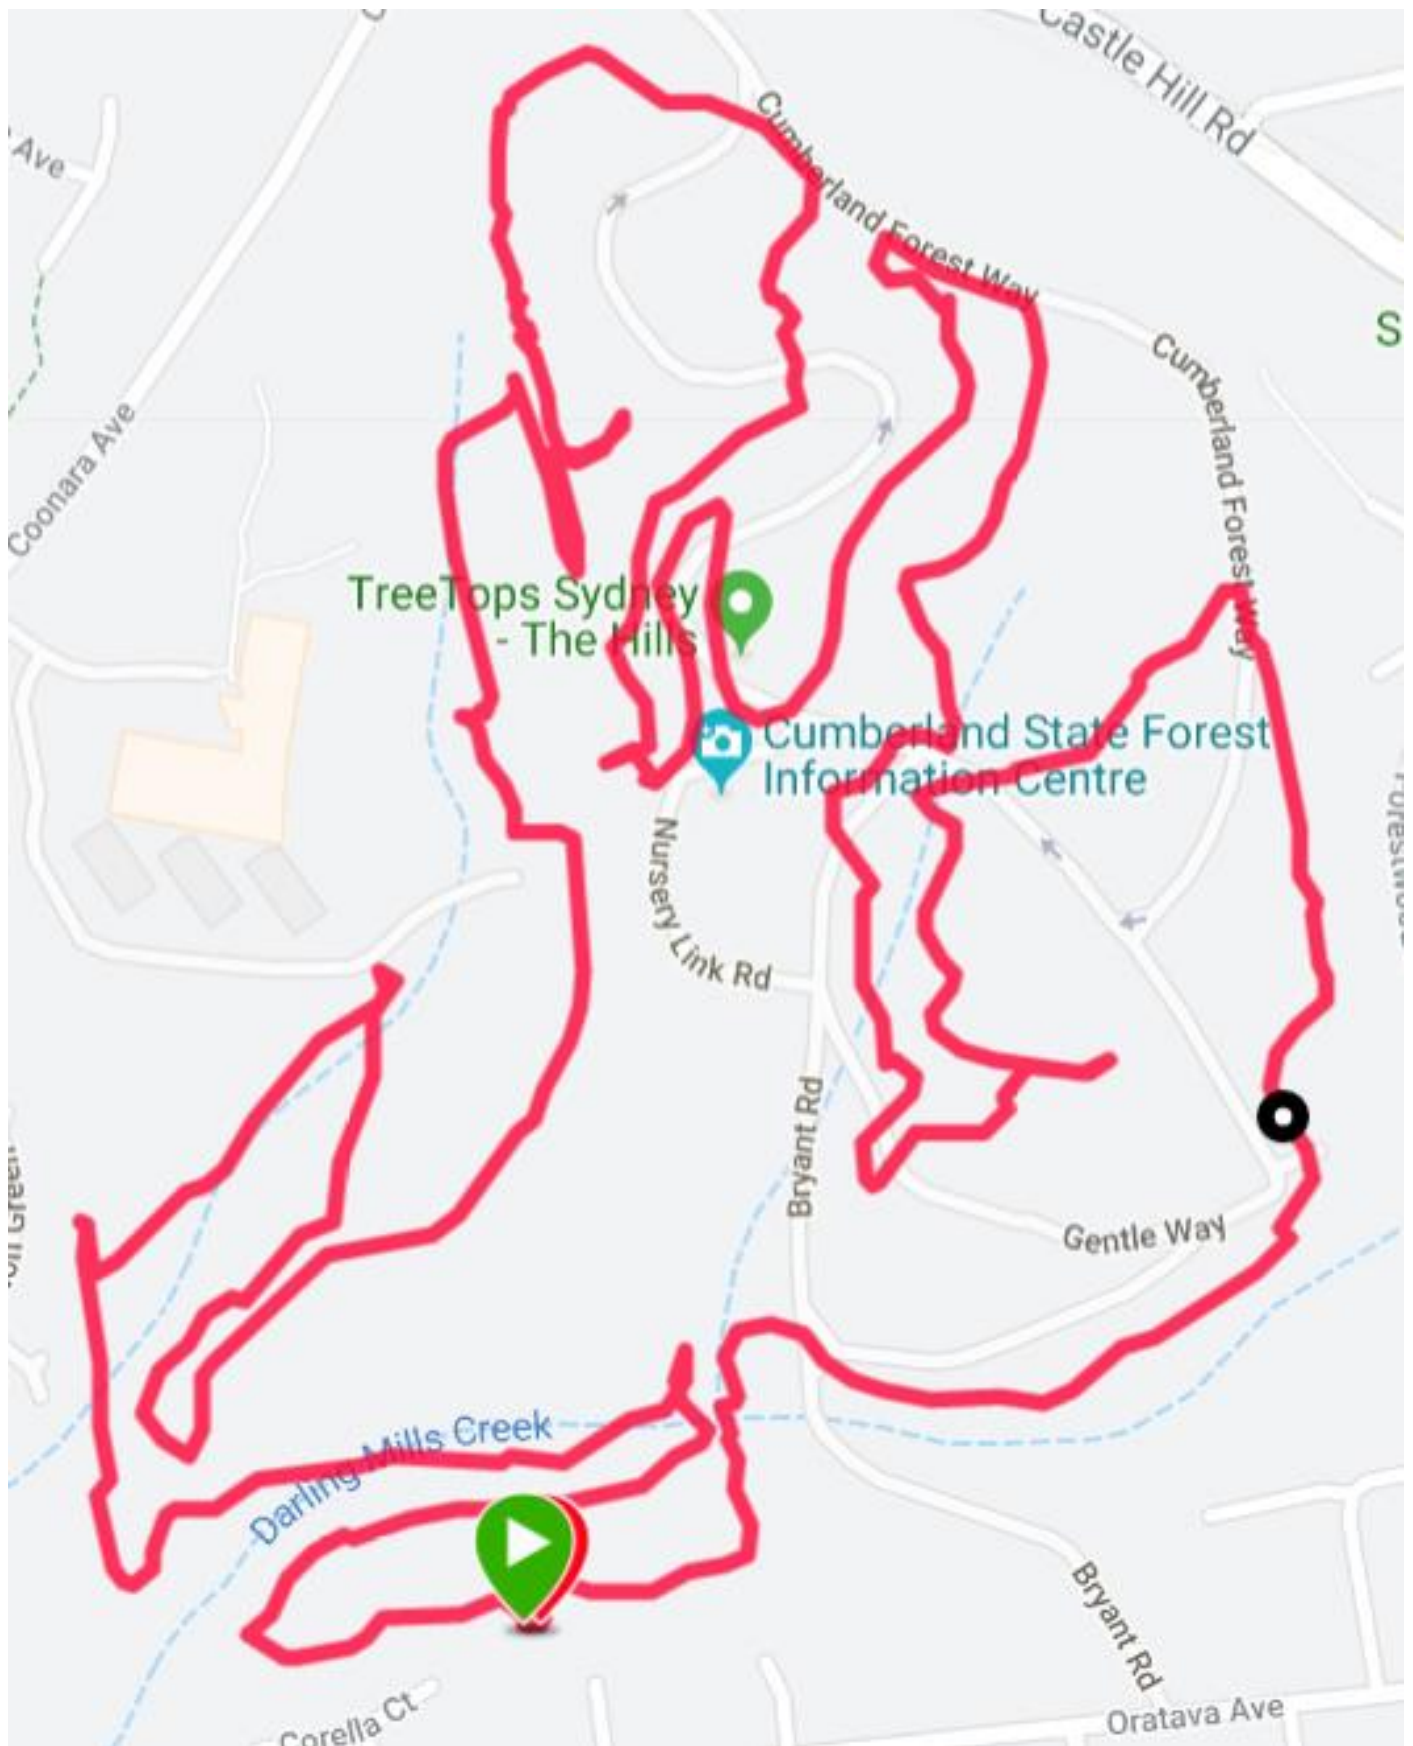 Castle Hill Rd
Ave
Cumberland Forest Way
S
Cumberland Forest Way
Coonara Ave
TreeTops Sydney
- The Hills
Cumberland State Forest
Information Centre
Nursery Link Rd
Bryant Rd
Gentle Way
Darling Mills Creek
Bryant Rd
Corella Ct
Oratava Ave